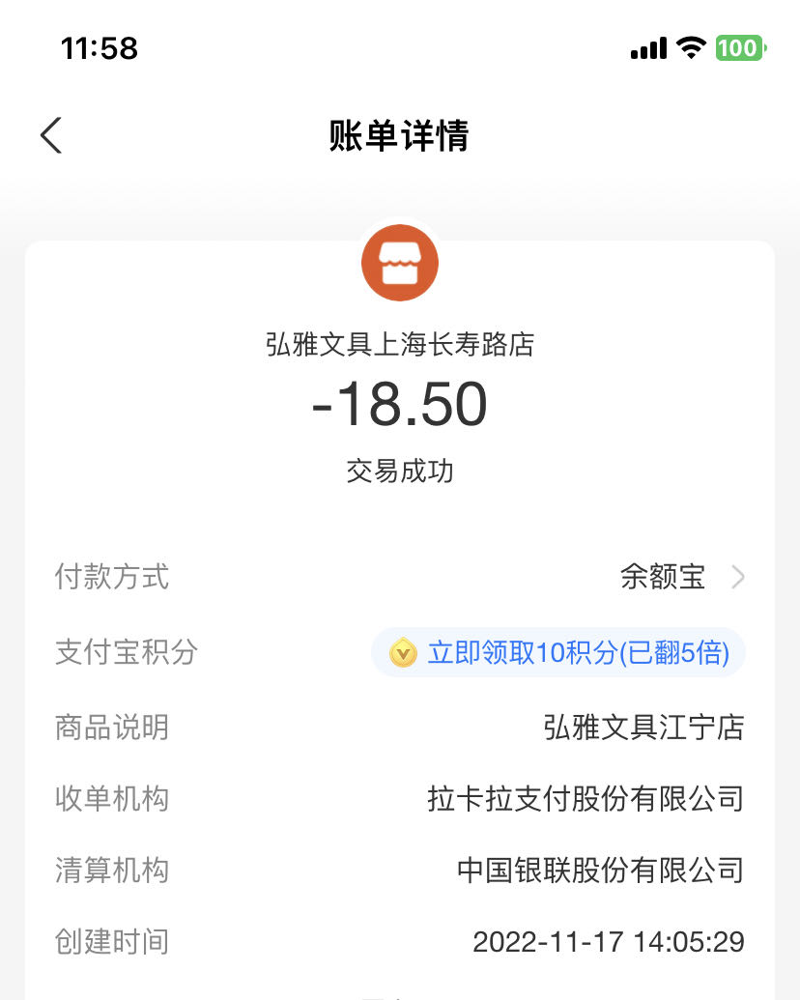 11:58
100
账单详情
弘雅文具上海长寿路店
-18.50
交易成功
付款方式 余额宝
支付宝积分 立即领取10积分(已翻5倍)
商品说明 弘雅文具江宁店
收单机构 拉卡拉支付股份有限公司
清算机构 中国银联股份有限公司
创建时间 2022-11-17 14:05:29